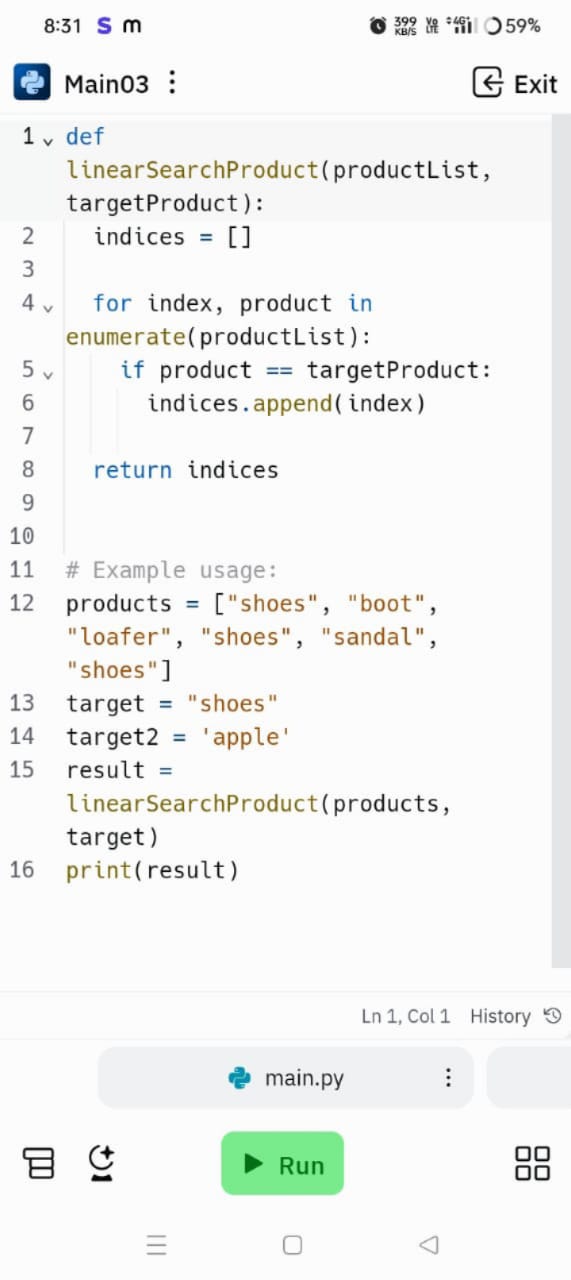 8:31 S m 399 KB/S Vo LTE 4G+ 59%
Main03 Exit
1 def
linearSearchProduct(productList,
targetProduct):
2 indices = []
3
4 for index, product in
enumerate(productList):
5 if product == targetProduct:
6 indices.append(index)
7
8 return indices
9
10
11 # Example usage:
12 products = ["shoes", "boot",
"loafer", "shoes", "sandal",
"shoes"]
13 target = "shoes"
14 target2 = 'apple'
15 result =
linearSearchProduct(products,
target)
16 print(result)
Ln 1, Col 1 History
main.py
Run